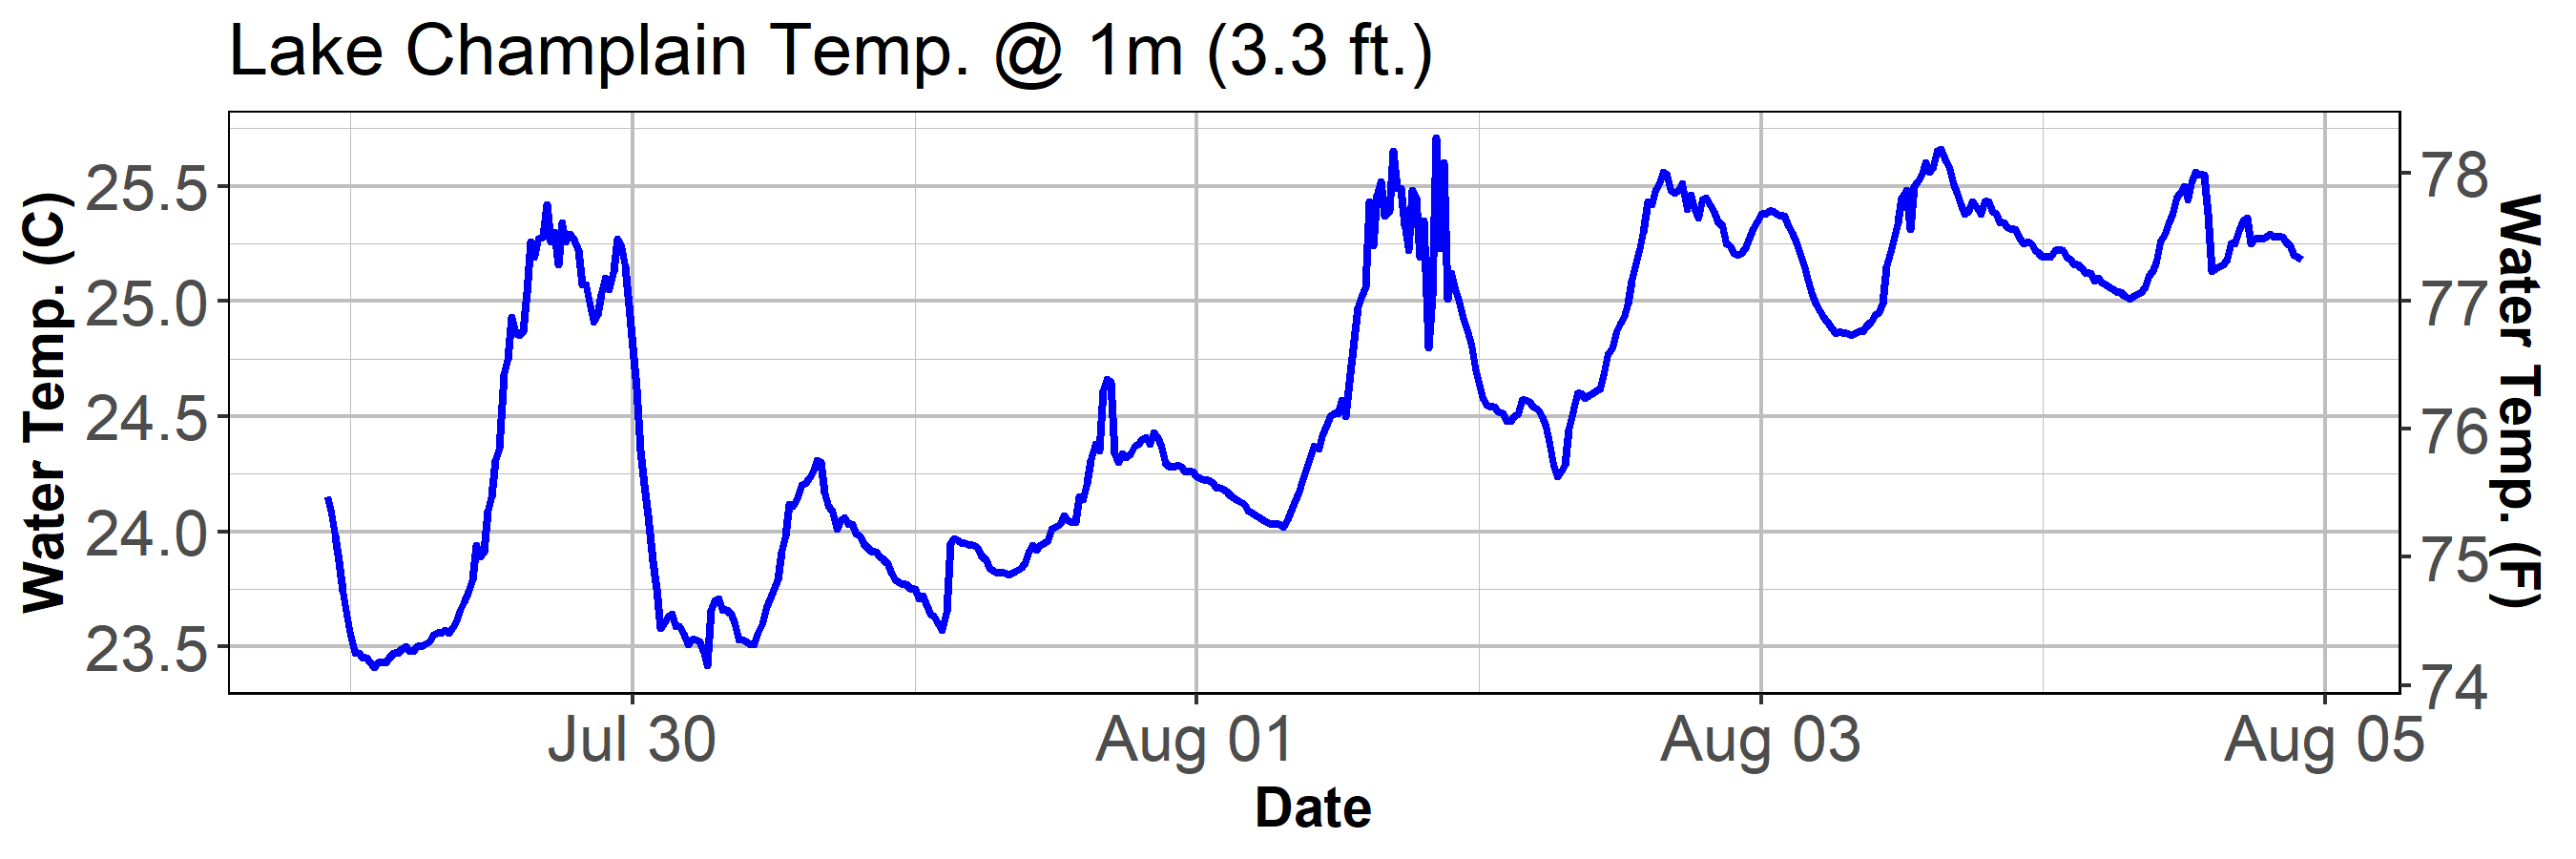 Lake Champlain Temp. @ 1m (3.3 ft.)
Water Temp. (C)
25.5
25.0
24.5
24.0
23.5
78
77
76
75
74
Water Temp. (F)
Jul 30
Aug 01
Aug 03
Aug 05
Date